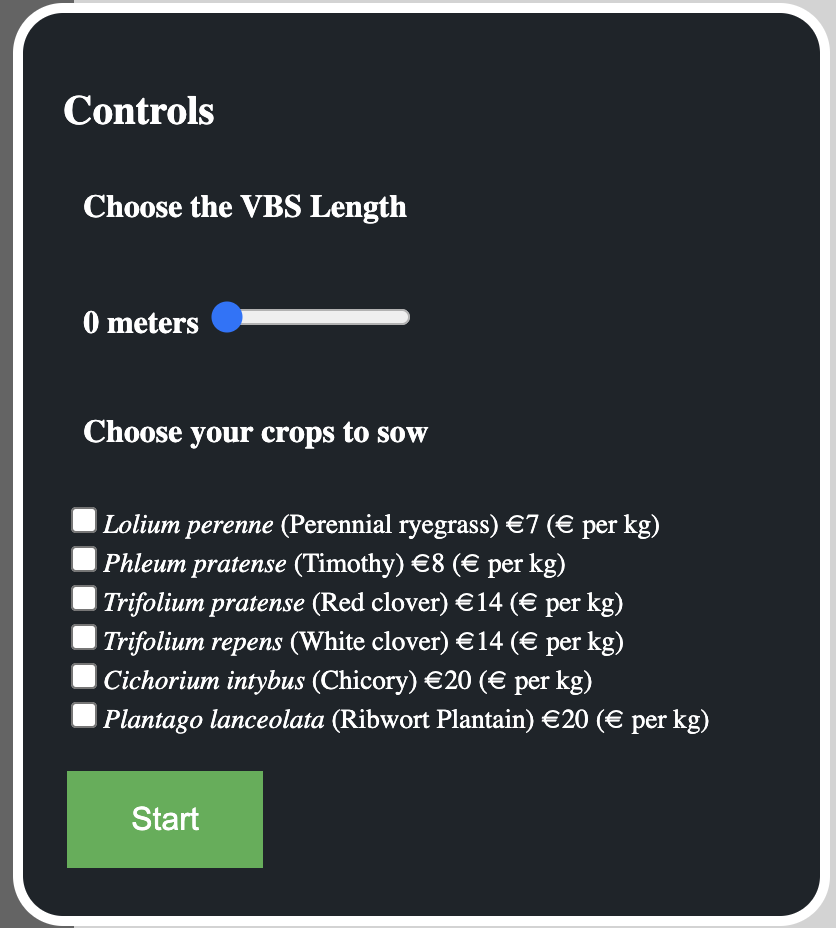 Controls
Choose the VBS Length
0 meters
Choose your crops to sow
Lolium perenne (Perennial ryegrass) €7 (€ per kg)
Phleum pratense (Timothy) €8 (€ per kg)
Trifolium pratense (Red clover) €14 (€ per kg)
Trifolium repens (White clover) €14 (€ per kg)
Cichorium intybus (Chicory) €20 (€ per kg)
Plantago lanceolata (Ribwort Plantain) €20 (€ per kg)
Start